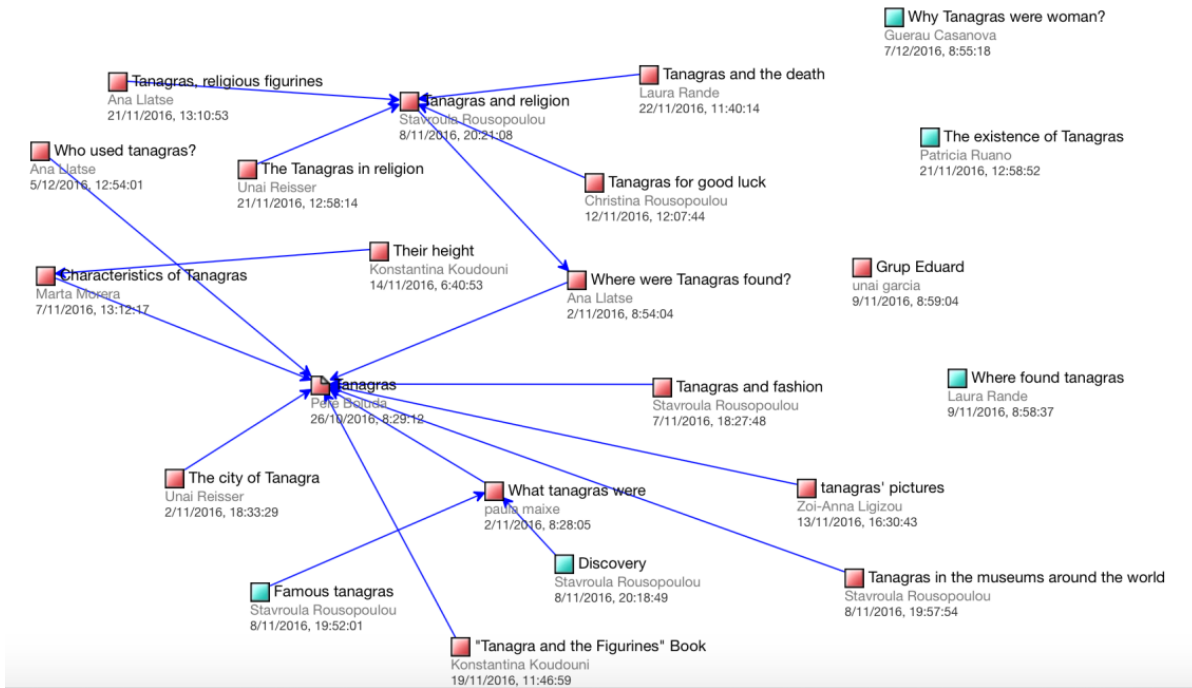 Why Tanagras were woman?
Guerau Casanova
7/12/2016, 8:55:18
Tanagras, religious figurines
Ana Llatse
21/11/2016, 13:10:53
Tanagras and the death
Laura Rande
22/11/2016, 11:40:14
Tanagras and religion
Stavroula Rousopoulou
8/11/2016, 20:21:08
The existence of Tanagras
Patricia Ruano
21/11/2016, 12:58:52
Who used tanagras?
Ana Llatse
5/12/2016, 12:54:01
The Tanagras in religion
Unai Reisser
21/11/2016, 12:58:14
Tanagras for good luck
Christina Rousopoulou
12/11/2016, 12:07:44
Their height
Konstantina Koudouni
14/11/2016, 6:40:53
Characteristics of Tanagras
Marta Morera
7/11/2016, 13:12:17
Where were Tanagras found?
Ana Llatse
2/11/2016, 8:54:04
Grup Eduard
unai garcia
9/11/2016, 8:59:04
Tanagras
Pere Boluda
26/10/2016, 8:29:12
Tanagras and fashion
Stavroula Rousopoulou
7/11/2016, 18:27:48
Where found tanagras
Laura Rande
9/11/2016, 8:58:37
The city of Tanagra
Unai Reisser
2/11/2016, 18:33:29
What tanagras were
paula maixe
2/11/2016, 8:28:05
tanagras' pictures
Zoi-Anna Ligizou
13/11/2016, 16:30:43
Discovery
Stavroula Rousopoulou
8/11/2016, 20:18:49
Famous tanagras
Stavroula Rousopoulou
8/11/2016, 19:52:01
Tanagras in the museums around the world
Stavroula Rousopoulou
8/11/2016, 19:57:54
"Tanagra and the Figurines" Book
Konstantina Koudouni
19/11/2016, 11:46:59